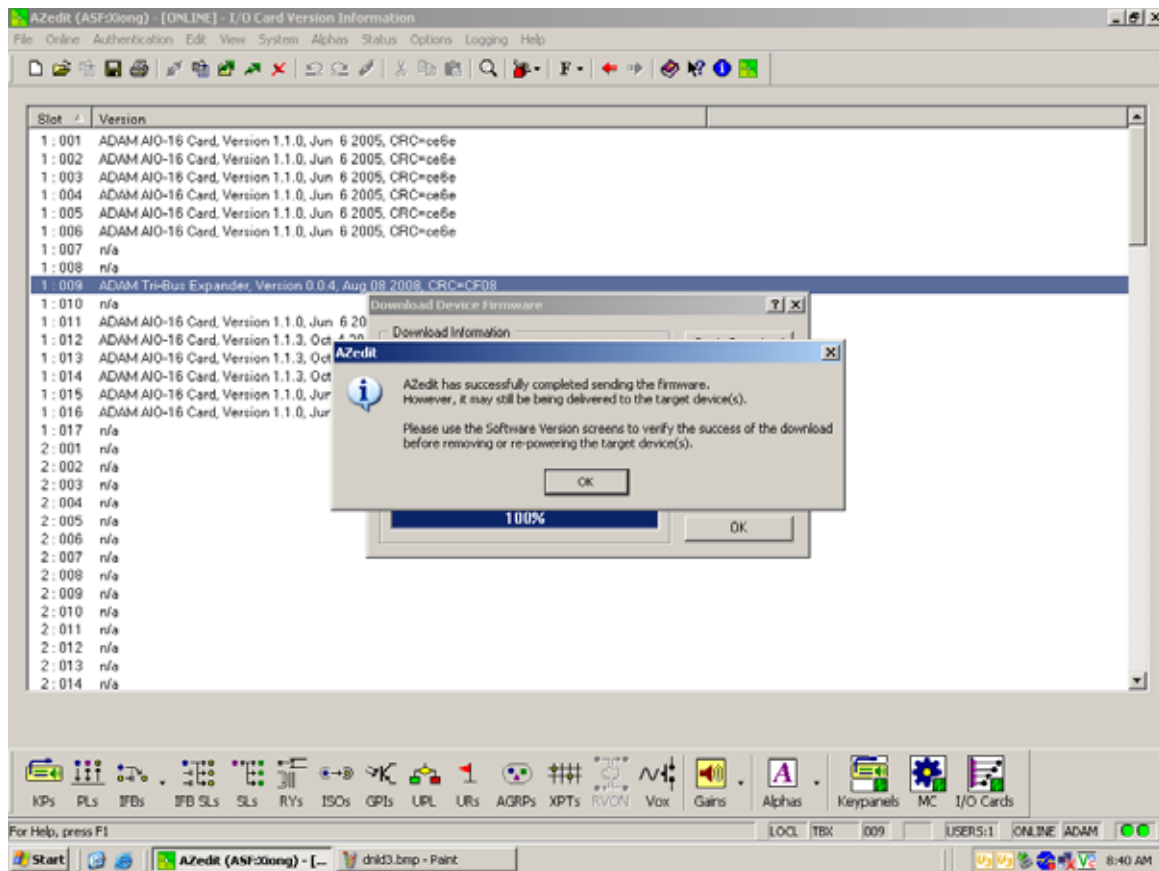 AZedit (ASF:Xiong) - [ONLINE] - I/O Card Version Information
File Online Authentication Edit View System Alphas Status Options Logging Help
F
Slot Version
1 : 001 ADAM AIO-16 Card, Version 1.1.0, Jun 6 2005, CRC=ce6e
1 : 002 ADAM AIO-16 Card, Version 1.1.0, Jun 6 2005, CRC=ce6e
1 : 003 ADAM AIO-16 Card, Version 1.1.0, Jun 6 2005, CRC=ce6e
1 : 004 ADAM AIO-16 Card, Version 1.1.0, Jun 6 2005, CRC=ce6e
1 : 005 ADAM AIO-16 Card, Version 1.1.0, Jun 6 2005, CRC=ce6e
1 : 006 ADAM AIO-16 Card, Version 1.1.0, Jun 6 2005, CRC=ce6e
1 : 007 n/a
1 : 008 n/a
1 : 009 ADAM Tri-Bus Expander, Version 0.0.4, Aug 08 2008, CRC=CF08
1 : 010 n/a
1 : 011 ADAM AIO-16 Card, Version 1.1.0, Jun 6 20
1 : 012 ADAM AIO-16 Card, Version 1.1.3, Oct
1 : 013 ADAM AIO-16 Card, Version 1.1.3, Oct
1 : 014 ADAM AIO-16 Card, Version 1.1.3, Oct
1 : 015 ADAM AIO-16 Card, Version 1.1.0, Jun
1 : 016 ADAM AIO-16 Card, Version 1.1.0, Jun
1 : 017 n/a
2 : 001 n/a
2 : 002 n/a
2 : 003 n/a
2 : 004 n/a
2 : 005 n/a
2 : 006 n/a
2 : 007 n/a
2 : 008 n/a
2 : 009 n/a
2 : 010 n/a
2 : 011 n/a
2 : 012 n/a
2 : 013 n/a
2 : 014 n/a
Download Device Firmware
Download Information
AZedit
AZedit has successfully completed sending the firmware.
However, it may still be being delivered to the target device(s).
Please use the Software Version screens to verify the success of the download
before removing or re-powering the target device(s).
OK
100%
OK
A
KPs PLs IFBs IFB SLs SLs RYs ISOs GPIs UPL URs AGRPs XPTs RVON Vox Gains Alphas Keypanels MC I/O Cards
For Help, press F1 LOCL TBX 009 USERS:1 ONLINE ADAM
Start AZedit (ASF:Xiong) - [... dnld3.bmp - Paint 8:40 AM